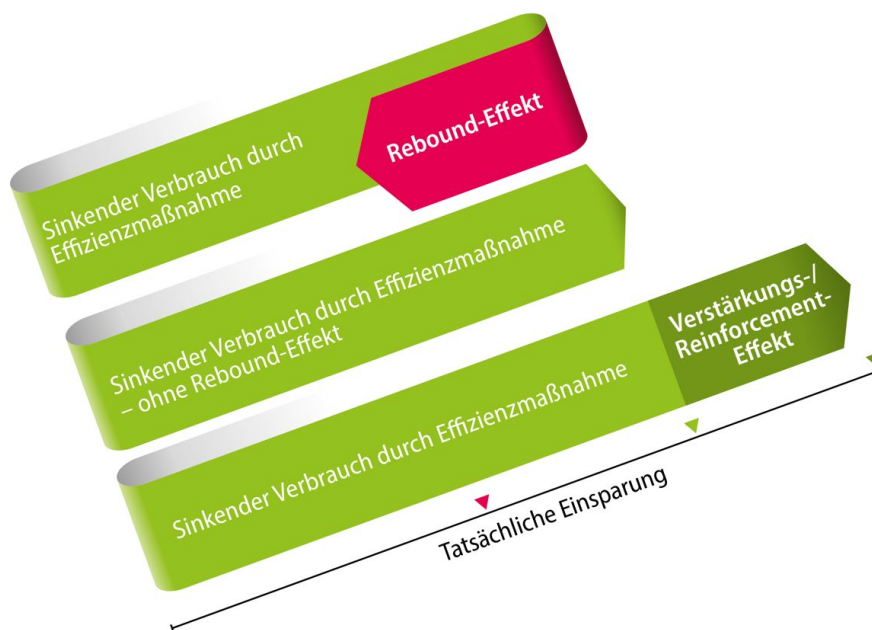 Rebound-Effekt
Sinkender Verbrauch durch
Effizienzmaßnahme
Sinkender Verbrauch durch Effizienzmaßnahme
– ohne Rebound-Effekt
Verstärkungs-/
Reinforcement-
Effekt
Sinkender Verbrauch durch Effizienzmaßnahme
Tatsächliche Einsparung